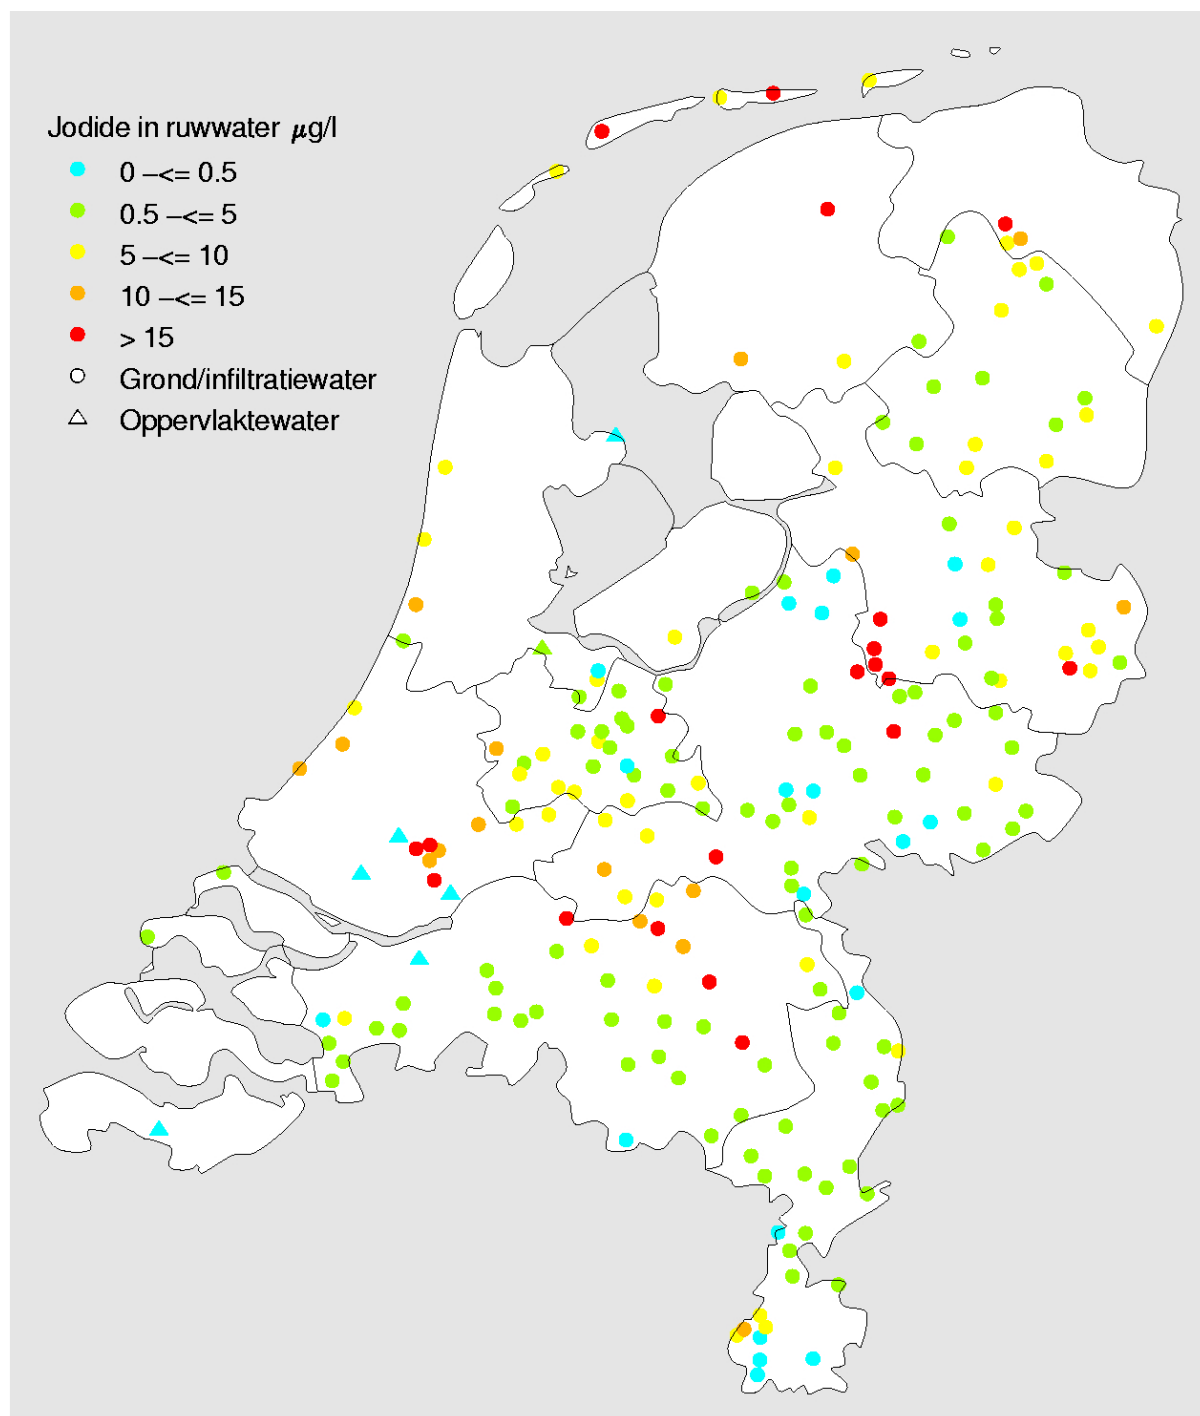 Jodide in ruwwater µg/l
0 –<= 0.5
0.5 –<= 5
5 –<= 10
10 –<= 15
> 15
Grond/infiltratiewater
Oppervlaktewater